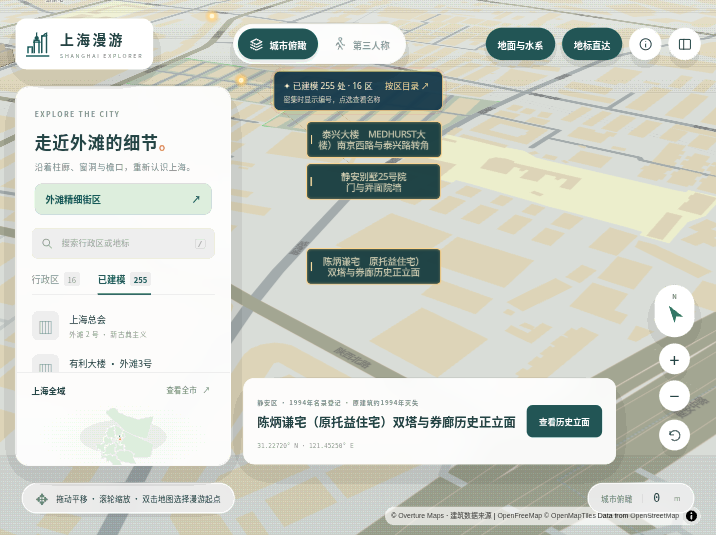 上海漫游
SHANGHAI EXPLORER
城市俯瞰
第三人称
地面与水系
地标直达
✦ 已建模 255 处 · 16 区 按区目录 ↗
密集时显示编号，点选查看名称
EXPLORE THE CITY
走近外滩的细节。
沿着柱廊、窗洞与檐口，重新认识上海。
外滩精细街区 ↗
搜索行政区或地标 /
行政区 16 已建模 255
上海总会
外滩 2 号 · 新古典主义
有利大楼 · 外滩3号
上海全域 查看全市 ↗
泰兴大楼 MEDHURST大
楼）南京西路与泰兴路转角
静安别墅25号院
门与弄面院墙
陈炳谦宅 原托益住宅）
双塔与券廊历史正立面
陕西北路
N
静安区 · 1994年名录登记 · 原建筑约1994年灭失
陈炳谦宅（原托益住宅）双塔与券廊历史正立面
31.22720° N · 121.45250° E
查看历史立面
拖动平移 · 滚轮缩放 · 双击地图选择漫游起点
城市俯瞰 0 m
© Overture Maps · 建筑数据来源 | OpenFreeMap © OpenMapTiles Data from OpenStreetMap